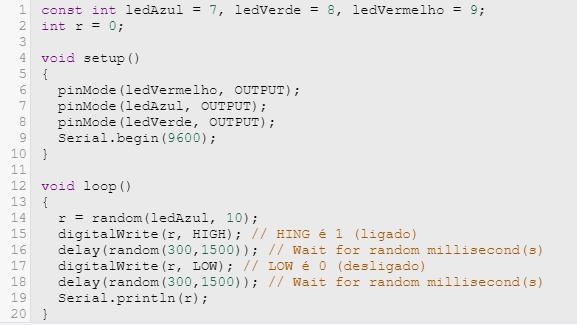 1 const int ledAzul = 7, ledVerde = 8, ledVermelho = 9;
2 int r = 0;
3
4 void setup()
5 {
6   pinMode(ledVermelho, OUTPUT);
7   pinMode(ledAzul, OUTPUT);
8   pinMode(ledVerde, OUTPUT);
9   Serial.begin(9600);
10 }
11
12 void loop()
13 {
14   r = random(ledAzul, 10);
15   digitalWrite(r, HIGH); // HING é 1 (ligado)
16   delay(random(300,1500)); // Wait for random millisecond(s)
17   digitalWrite(r, LOW); // LOW é 0 (desligado)
18   delay(random(300,1500)); // Wait for random millisecond(s)
19   Serial.println(r);
20 }